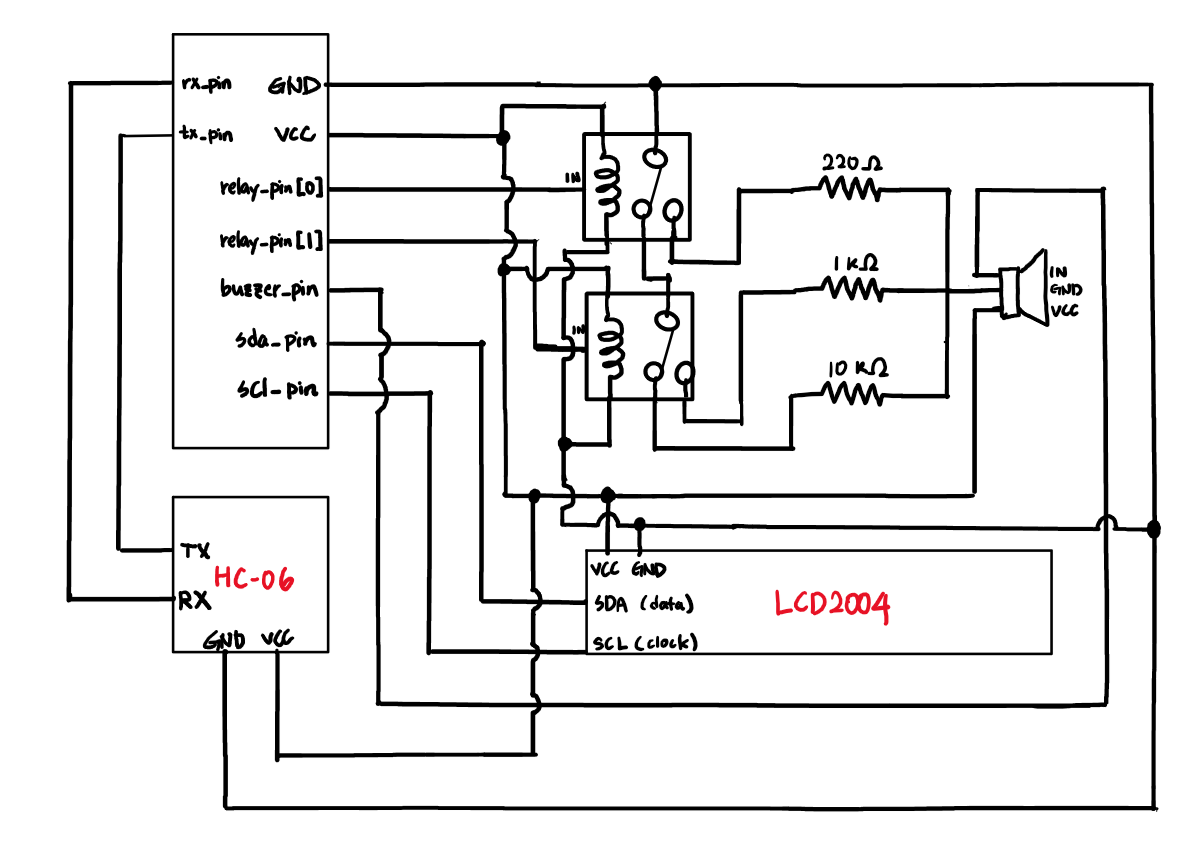 rx_pin GND
tx_pin VCC
relay_pin[0]
relay_pin[1]
buzzer_pin
sda_pin
scl_pin
IN
IN
220Ω
1KΩ
10KΩ
IN
GND
VCC
TX
HC-06
RX
GND VCC
VCC GND
SDA (data)
LCD2004
SCL (clock)